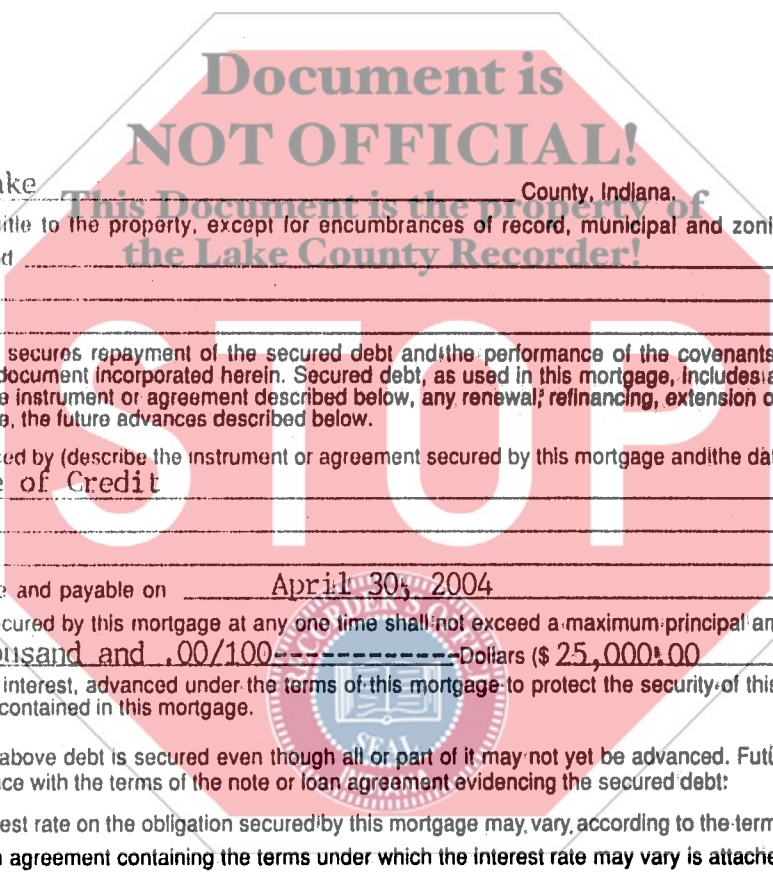 Document is
NOT OFFICIAL!
ake County, Indiana.
This Document is the property of
itle to the property, except for encumbrances of record, municipal and zoni
the Lake County Recorder!
d
STOP
secures repayment of the secured debt and the performance of the covenants
document incorporated herein. Secured debt, as used in this mortgage, includes a
e instrument or agreement described below, any renewal, refinancing, extension o
e, the future advances described below.
ced by (describe the instrument or agreement secured by this mortgage and the dat
e of Credit
e and payable on April 30, 2004
cured by this mortgage at any one time shall not exceed a maximum principal am
ousand and .00/100--------------Dollars ($ 25,000.00
interest, advanced under the terms of this mortgage to protect the security of this
contained in this mortgage.
RECORDER'S OFFICE
SEAL
above debt is secured even though all or part of it may not yet be advanced. Futu
ce with the terms of the note or loan agreement evidencing the secured debt:
est rate on the obligation secured by this mortgage may vary according to the term
agreement containing the terms under which the interest rate may vary is attache